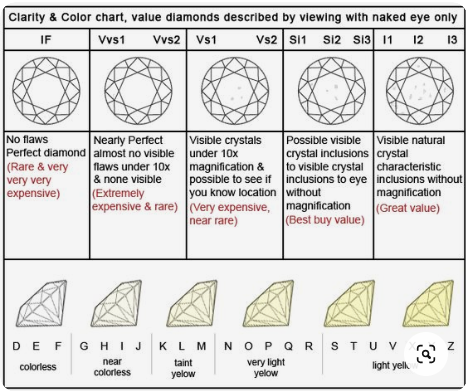 Clarity & Color chart, value diamonds described by viewing with naked eye only
IF Vvs1 Vvs2 Vs1 Vs2 Si1 Si2 Si3 I1 I2 I3
No flaws
Perfect diamond
(Rare & very
very very
expensive)
Nearly Perfect
almost no visible
flaws under 10x
& none visible
(Extremely
expensive & rare)
Visible crystals
under 10x
magnification &
possible to see if
you know location
(Very expensive,
near rare)
Possible visible
crystal inclusions
to visible crystal
inclusions to eye
without
magnification
(Best buy value)
Visible natural
crystal
characteristic
inclusions without
magnification
(Great value)
D E F G H I J K L M N O P Q R S T U V Z
colorless
near
colorless
taint
yelow
very light
yellow
light